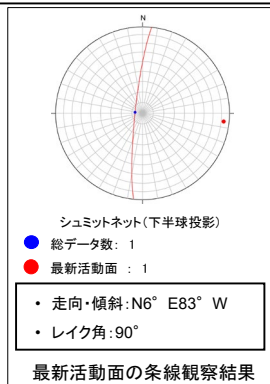 N
シュミットネット(下半球投影)
総データ数: 1
最新活動面 : 1
• 走向・傾斜:N6° E83° W
• レイク角:90°
最新活動面の条線観察結果